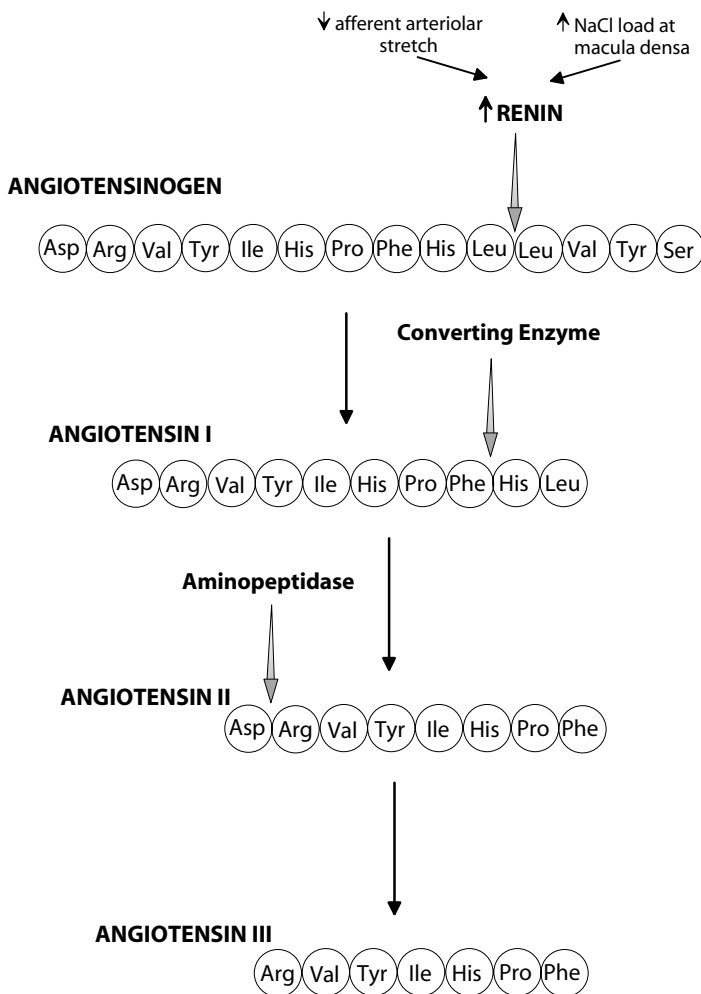 ↓ afferent arteriolar
stretch
↑ NaCl load at
macula densa
↑ RENIN
ANGIOTENSINOGEN
Asp Arg Val Tyr Ile His Pro Phe His Leu Leu Val Tyr Ser
Converting Enzyme
ANGIOTENSIN I
Asp Arg Val Tyr Ile His Pro Phe His Leu
Aminopeptidase
ANGIOTENSIN II
Asp Arg Val Tyr Ile His Pro Phe
ANGIOTENSIN III
Arg Val Tyr Ile His Pro Phe